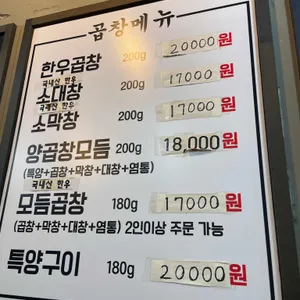 곱창메뉴
한우곱창 200g 20000원
국내산 한우
소대창 200g 17000원
국내산 한우
소막창 200g 17000원
양곱창모듬 200g 18,000원
(특양+곱창+막창+대창+염통)
국내산 한우
모듬곱창 180g 17000원
(곱창+막창+대창+염통) 2인이상 주문 가능
특양구이 180g 20000원